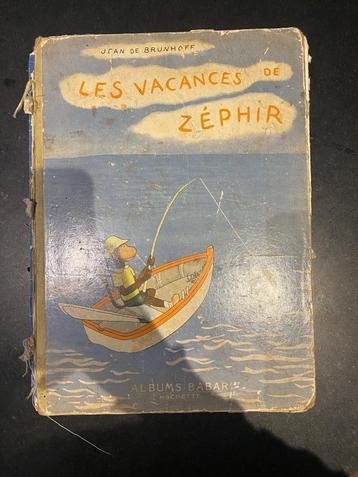 JEAN DE BRUNHOFF
LES VACANCES DE
ZÉPHIR
ALBUMS BABAR
HACHETTE